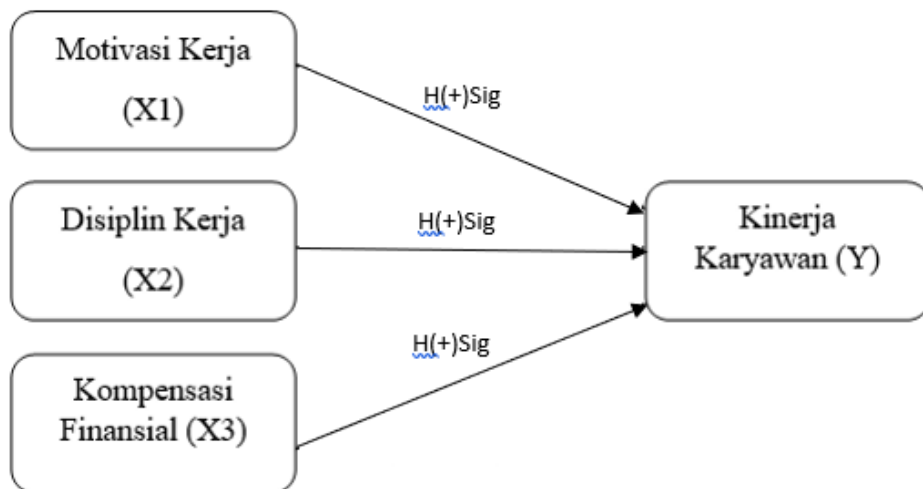 Motivasi Kerja
(X1)
H(+)Sig
Disiplin Kerja
(X2)
H(+)Sig
Kinerja
Karyawan (Y)
Kompensasi
Finansial (X3)
H(+)Sig